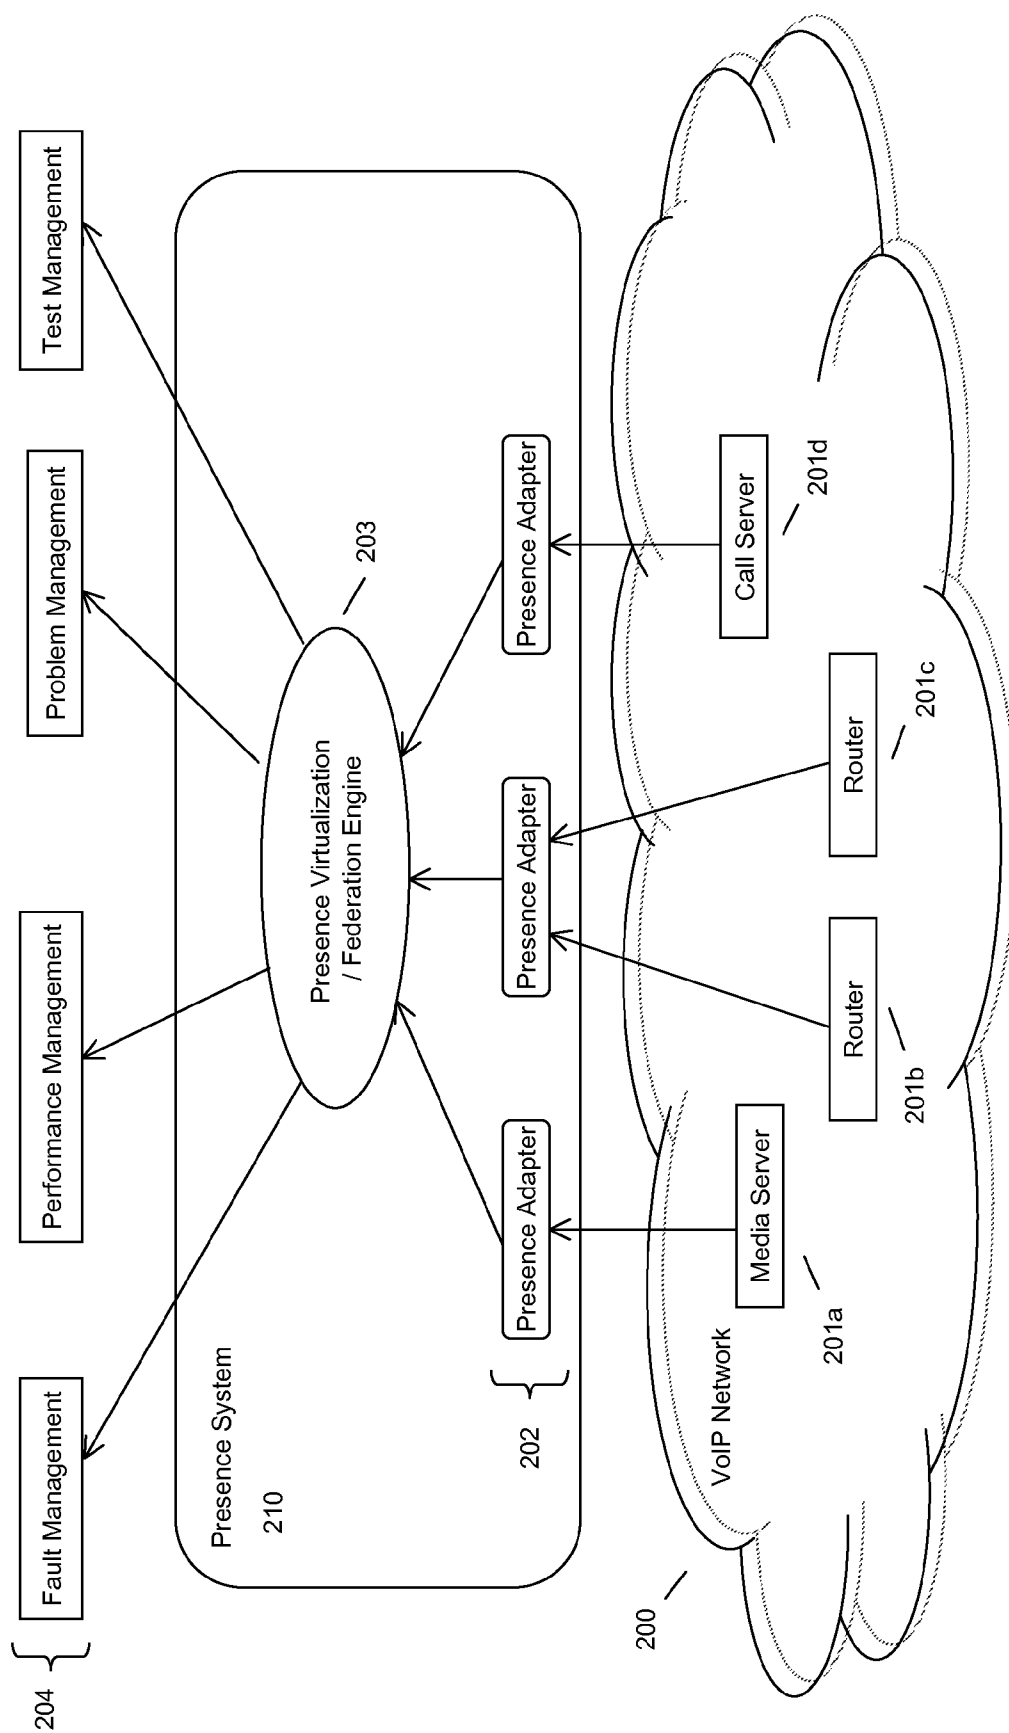 204
Fault Management
Performance Management
Problem Management
Test Management
Presence System
210
Presence Virtualization
/ Federation Engine
203
202
Presence Adapter
Presence Adapter
Presence Adapter
200
VoIP Network
Media Server
201a
Router
201b
Router
201c
Call Server
201d